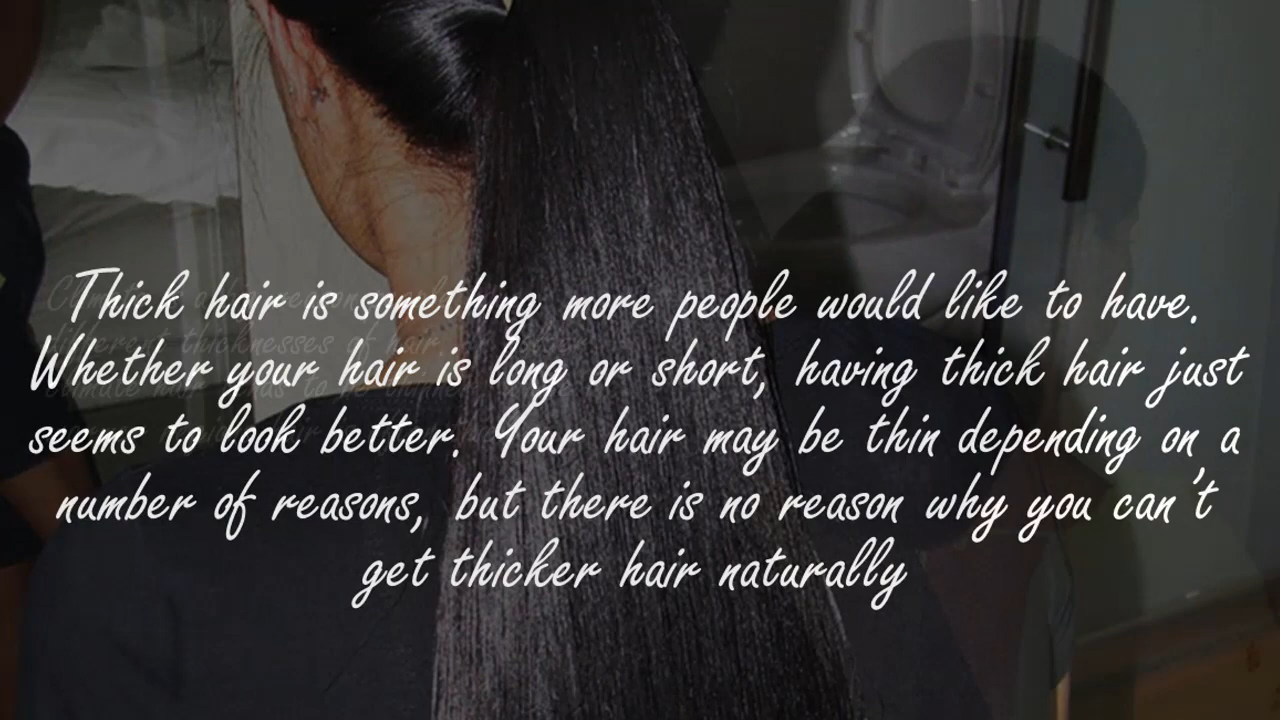 Thick hair is something more people would like to have.
Whether your hair is long or short, having thick hair just
seems to look better. Your hair may be thin depending on a
number of reasons, but there is no reason why you can't
get thicker hair naturally